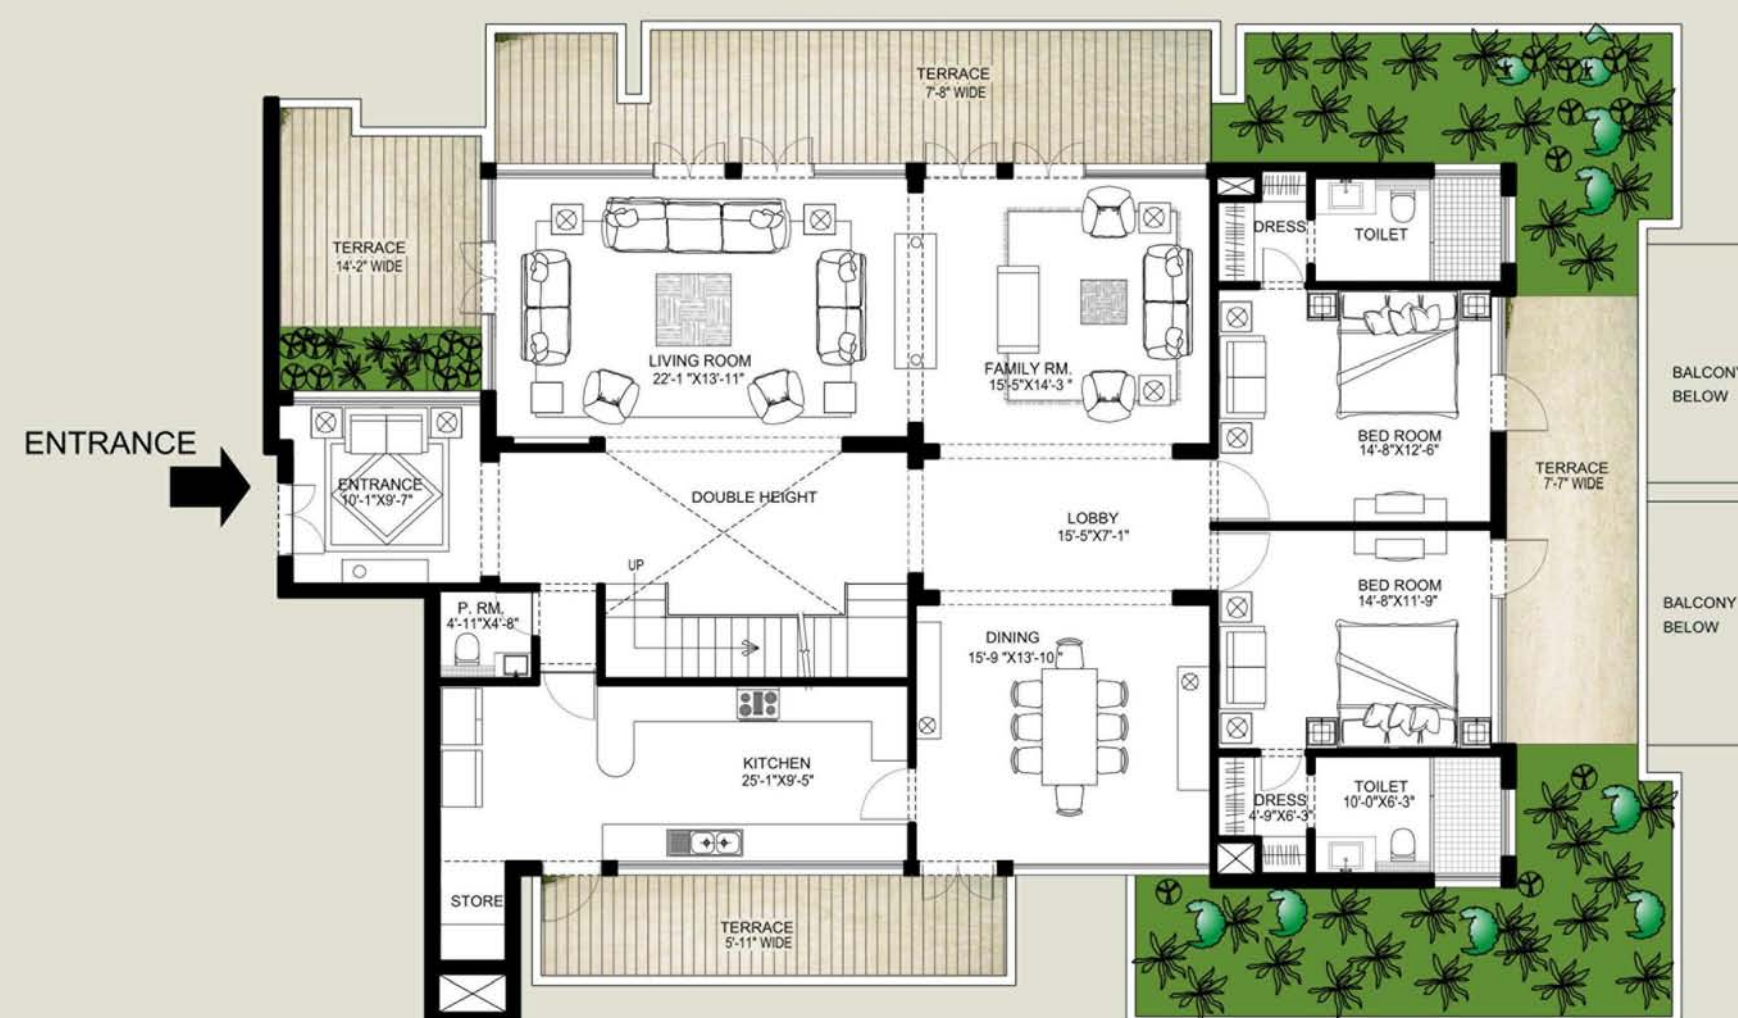 TERRACE
7'-8" WIDE
TERRACE
14'-2" WIDE
DRESS
TOILET
LIVING ROOM
22'-1 "X13'-11"
FAMILY RM.
15'-5"X14'-3 "
BALCONY
BELOW
ENTRANCE
ENTRANCE
10'-1"X9'-7"
DOUBLE HEIGHT
BED ROOM
14'-8"X12'-6"
TERRACE
7'-7" WIDE
LOBBY
15'-5"X7'-1"
UP
P. RM.
4'-11"X4'-8"
BED ROOM
14'-8"X11'-9"
BALCONY
BELOW
DINING
15'-9 "X13'-10 "
KITCHEN
25'-1"X9'-5"
DRESS
4'-9"X6'-3"
TOILET
10'-0"X6'-3"
STORE
TERRACE
5'-11" WIDE